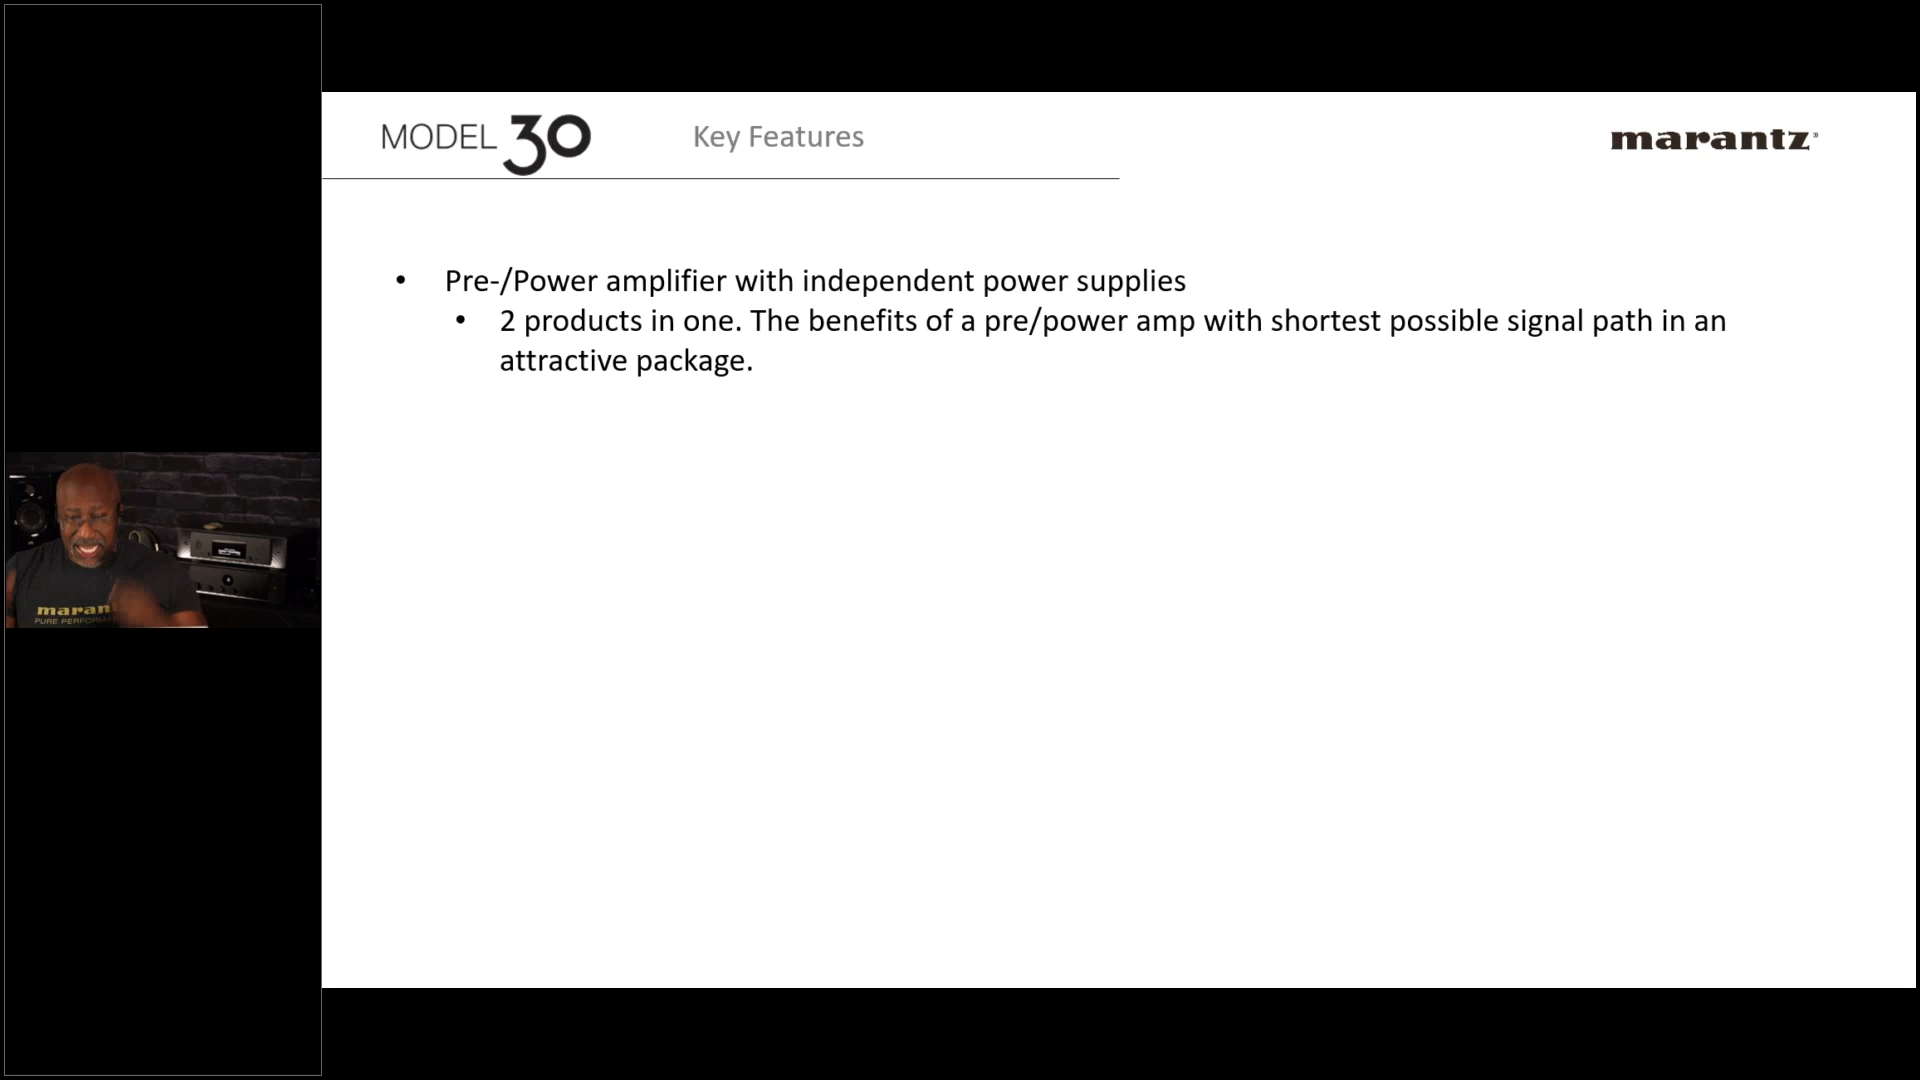 MODEL 30 Key Features marantz
• Pre-/Power amplifier with independent power supplies
• 2 products in one. The benefits of a pre/power amp with shortest possible signal path in an
attractive package.
maran
PURE PERFORMA